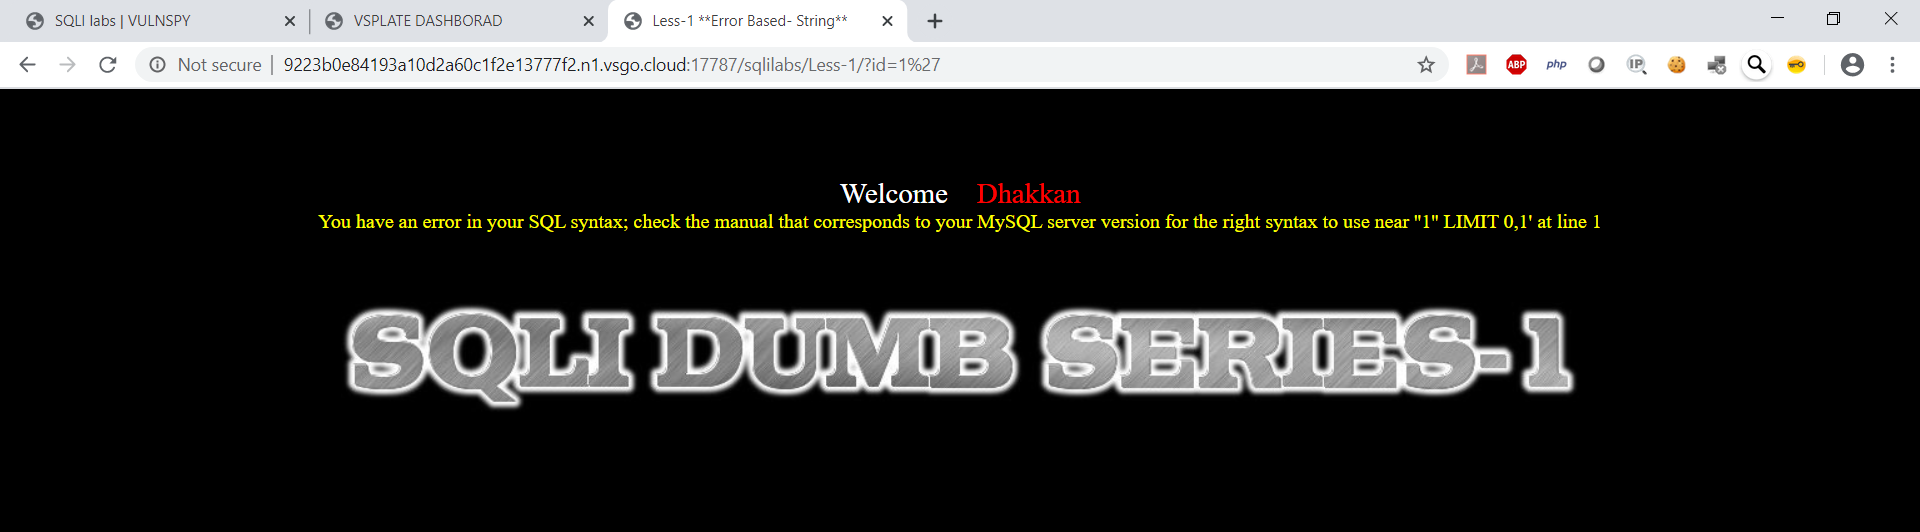 SQLI labs | VULNSPY
VSPLATE DASHBORAD
Less-1 **Error Based- String**
Not secure | 9223b0e84193a10d2a60c1f2e13777f2.n1.vsgo.cloud:17787/sqlilabs/Less-1/?id=1%27
ABP
php
IP
Welcome Dhakkan
You have an error in your SQL syntax; check the manual that corresponds to your MySQL server version for the right syntax to use near ''1'' LIMIT 0,1' at line 1
SQLI DUMB SERIES-1